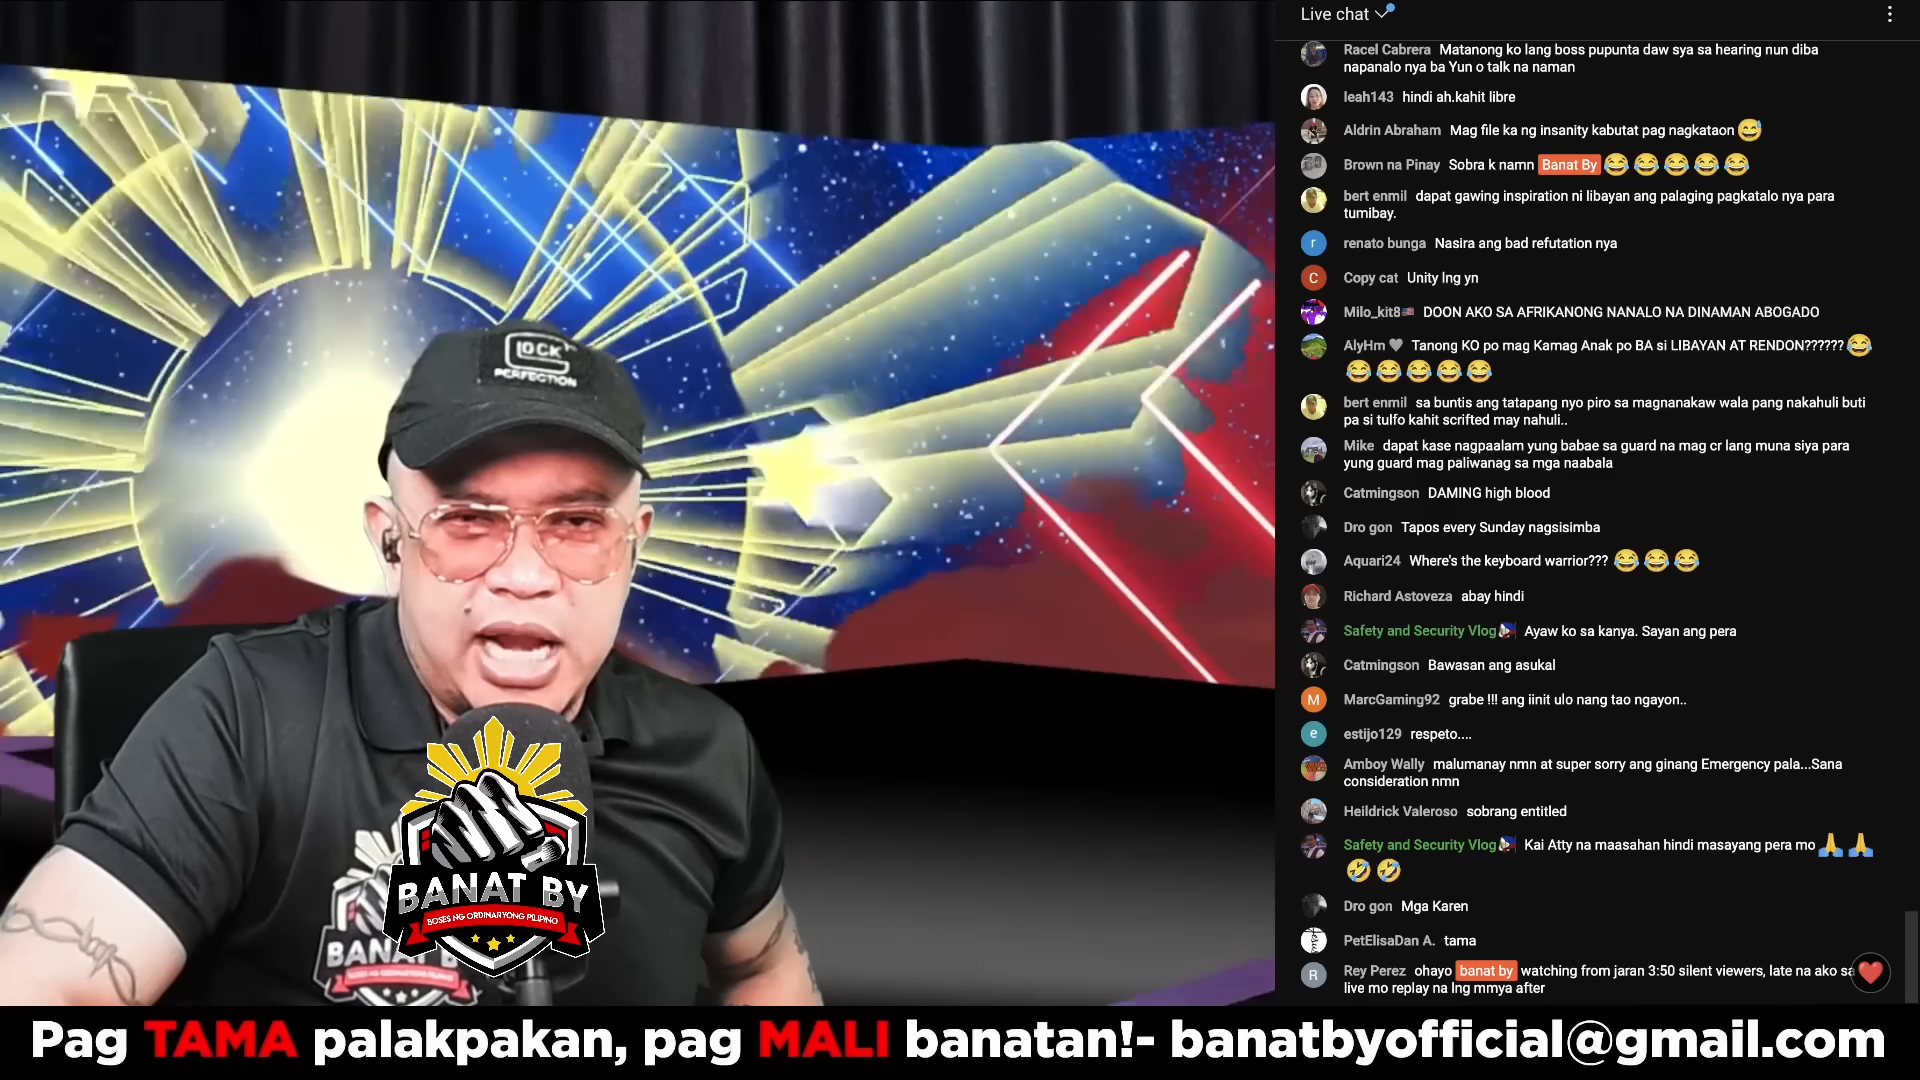 Live chat
Racel Cabrera Matanong ko lang boss pupunta daw sya sa hearing nun diba
napanalo nya ba Yun o talk na naman
leah143 hindi ah.kahit libre
Aldrin Abraham Mag file ka ng insanity kabutat pag nagkataon 😅
Brown na Pinay Sobra k namn Banat By 😂😂😂😂😂
bert enmil dapat gawing inspiration ni libayan ang palaging pagkatalo nya para
tumibay.
r
renato bunga Nasira ang bad refutation nya
C
Copy cat Unity lng yn
Milo_kit8🇺🇸 DOON AKO SA AFRIKANONG NANALO NA DINAMAN ABOGADO
AlyHm 🖤 Tanong KO po mag Kamag Anak po BA si LIBAYAN AT RENDON?????? 😂
😂😂😂😂😂
bert enmil sa buntis ang tatapang nyo piro sa magnanakaw wala pang nakahuli buti
pa si tulfo kahit scrifted may nahuli..
Mike dapat kase nagpaalam yung babae sa guard na mag cr lang muna siya para
yung guard mag paliwanag sa mga naabala
Catmingson DAMING high blood
Dro gon Tapos every Sunday nagsisimba
Aquari24 Where's the keyboard warrior??? 😂😂😂
Richard Astoveza abay hindi
Safety and Security Vlog🇵🇭 Ayaw ko sa kanya. Sayan ang pera
Catmingson Bawasan ang asukal
M
MarcGaming92 grabe !!! ang iinit ulo nang tao ngayon..
e
estijo129 respeto....
Amboy Wally malumanay nmn at super sorry ang ginang Emergency pala...Sana
consideration nmn
Heildrick Valeroso sobrang entitled
Safety and Security Vlog🇵🇭 Kai Atty na maasahan hindi masayang pera mo 🙏🙏
🤣🤣
Dro gon Mga Karen
PetElisaDan A. tama
R
Rey Perez ohayo banat by watching from jaran 3:50 silent viewers, late na ako sa
live mo replay na lng mmya after
GLOCK
PERFECTION
BANAT BY
BOSES NG ORDINARYONG PILIPINO
BANAT
Pag TAMA palakpakan, pag MALI banatan!- banatbyofficial@gmail.com